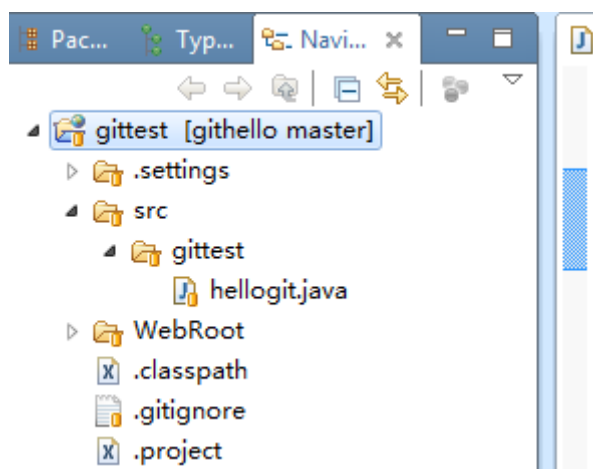 Pac... Typ... Navi...
gittest [githello master]
.settings
src
gittest
hellogit.java
WebRoot
.classpath
.gitignore
.project